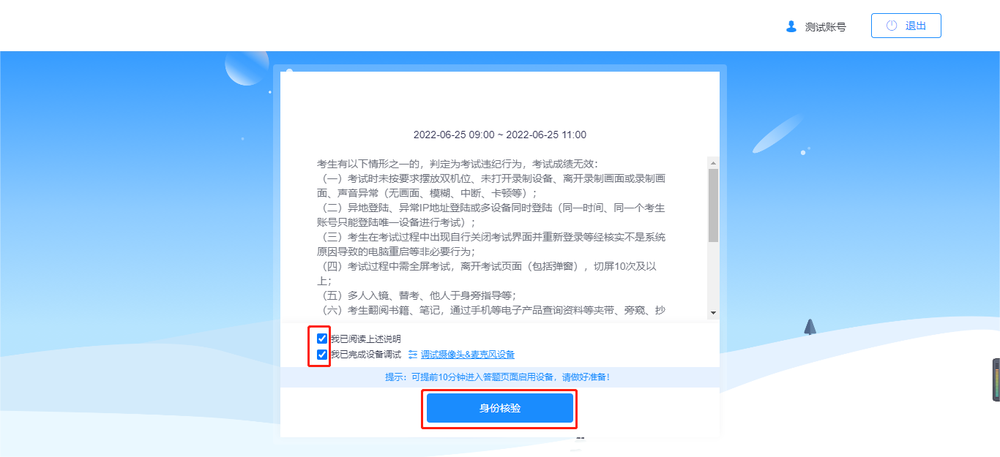 测试账号
退出
2022-06-25 09:00 ~ 2022-06-25 11:00
考生有以下情形之一的，判定为考试违纪行为，考试成绩无效：
（一）考试时未按要求摆放双机位、未打开录制设备、离开录制画面或录制画
面、声音异常（无画面、模糊、中断、卡顿等）；
（二）异地登陆、异常IP地址登陆或多设备同时登陆（同一时间、同一个考生
账号只能登陆唯一设备进行考试）；
（三）考生在考试过程中出现自行关闭考试界面并重新登录等经核实不是系统
原因导致的电脑重启等非必要行为；
（四）考试过程中需全屏考试，离开考试页面（包括弹窗），切屏10次及以
上；
（五）多人入镜、替考、他人于身旁指导等；
（六）考生翻阅书籍、笔记，通过手机等电子产品查询资料等夹带、旁窥、抄
我已阅读上述说明
我已完成设备调试 调试摄像头&麦克风设备
提示：可提前10分钟进入答题页面启用设备，请做好准备！
身份核验